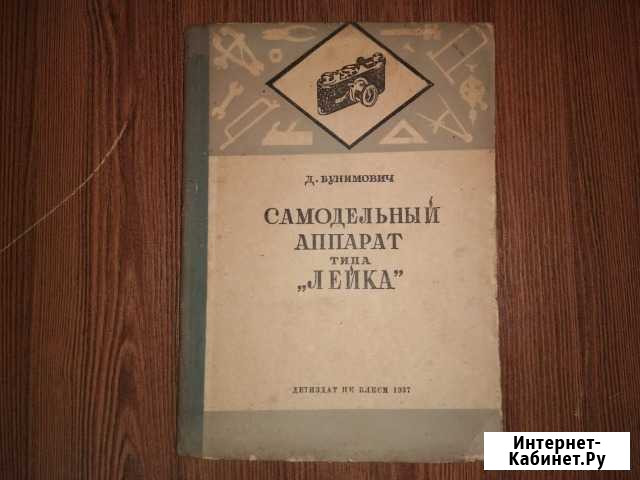 Д. БУНИМОВИЧ
САМОДЕЛЬНЫЙ
АППАРАТ
ТИПА
„ЛЕЙКА”
ДЕТИЗДАТ ЦК ВЛКСМ 1937
Интернет-
Кабинет.Ру